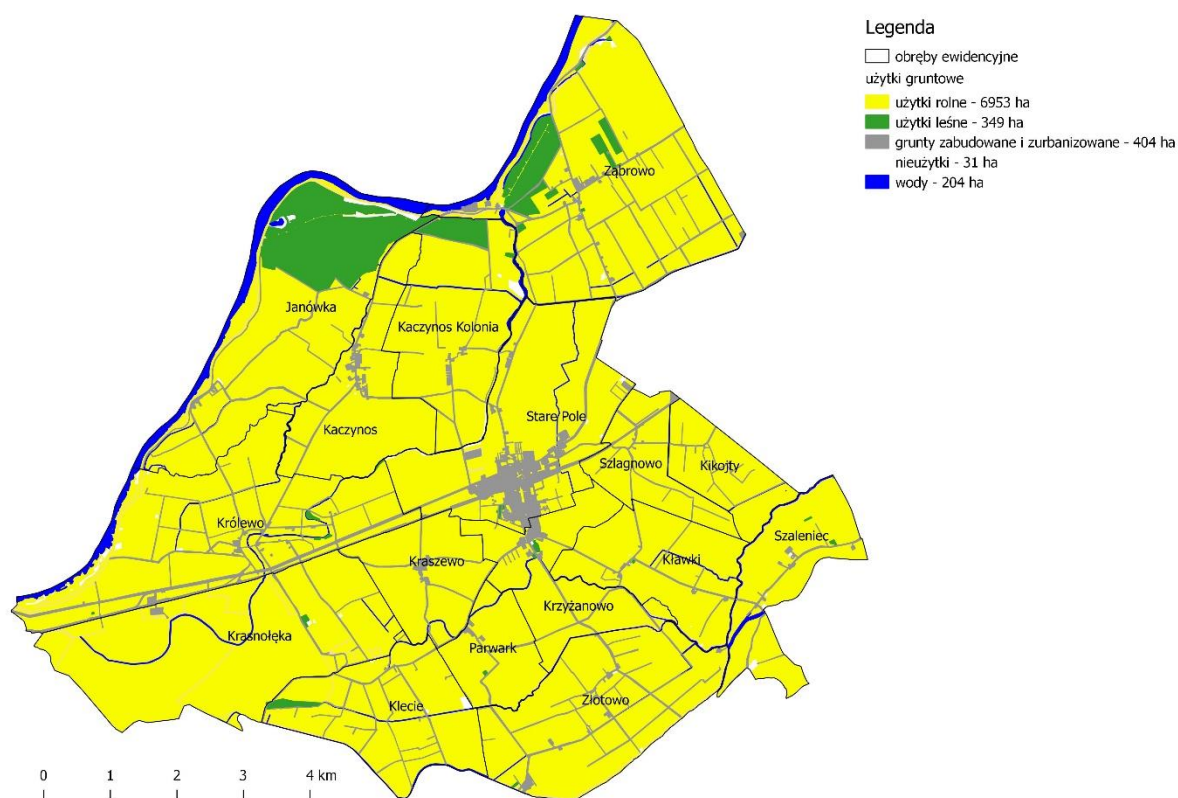 Legenda
obręby ewidencyjne
użytki gruntowe
użytki rolne - 6953 ha
użytki leśne - 349 ha
grunty zabudowane i zurbanizowane - 404 ha
nieużytki - 31 ha
wody - 204 ha
Ząbrowo
Janówka
Kaczynos Kolonia
Kaczynos
Stare Pole
Szlagnowo
Kikojty
Królewo
Szaleniec
Kraszewo
Kławki
Krzyżanowo
Krasnołęka
Parwark
Klecie
Złotowo
0 1 2 3 4 km